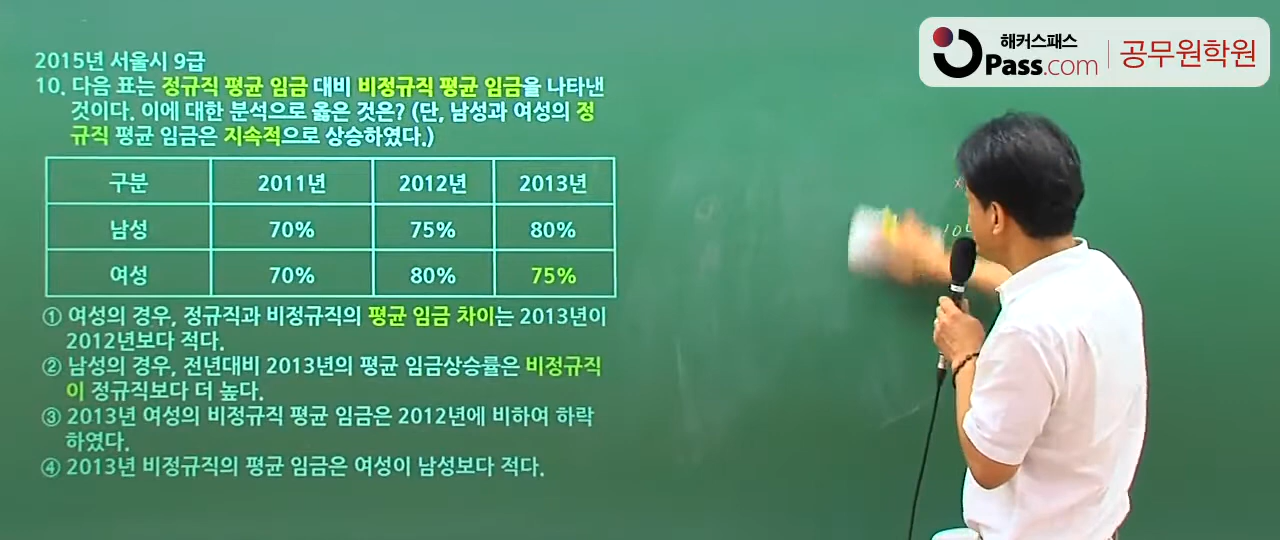 해커스패스
Pass.com
공무원학원
2015년 서울시 9급
10. 다음 표는 정규직 평균 임금 대비 비정규직 평균 임금을 나타낸
것이다. 이에 대한 분석으로 옳은 것은? (단, 남성과 여성의 정
규직 평균 임금은 지속적으로 상승하였다.)
구분 2011년 2012년 2013년
남성 70% 75% 80%
여성 70% 80% 75%
① 여성의 경우, 정규직과 비정규직의 평균 임금 차이는 2013년이
2012년보다 적다.
② 남성의 경우, 전년대비 2013년의 평균 임금상승률은 비정규직
이 정규직보다 더 높다.
③ 2013년 여성의 비정규직 평균 임금은 2012년에 비하여 하락
하였다.
④ 2013년 비정규직의 평균 임금은 여성이 남성보다 적다.